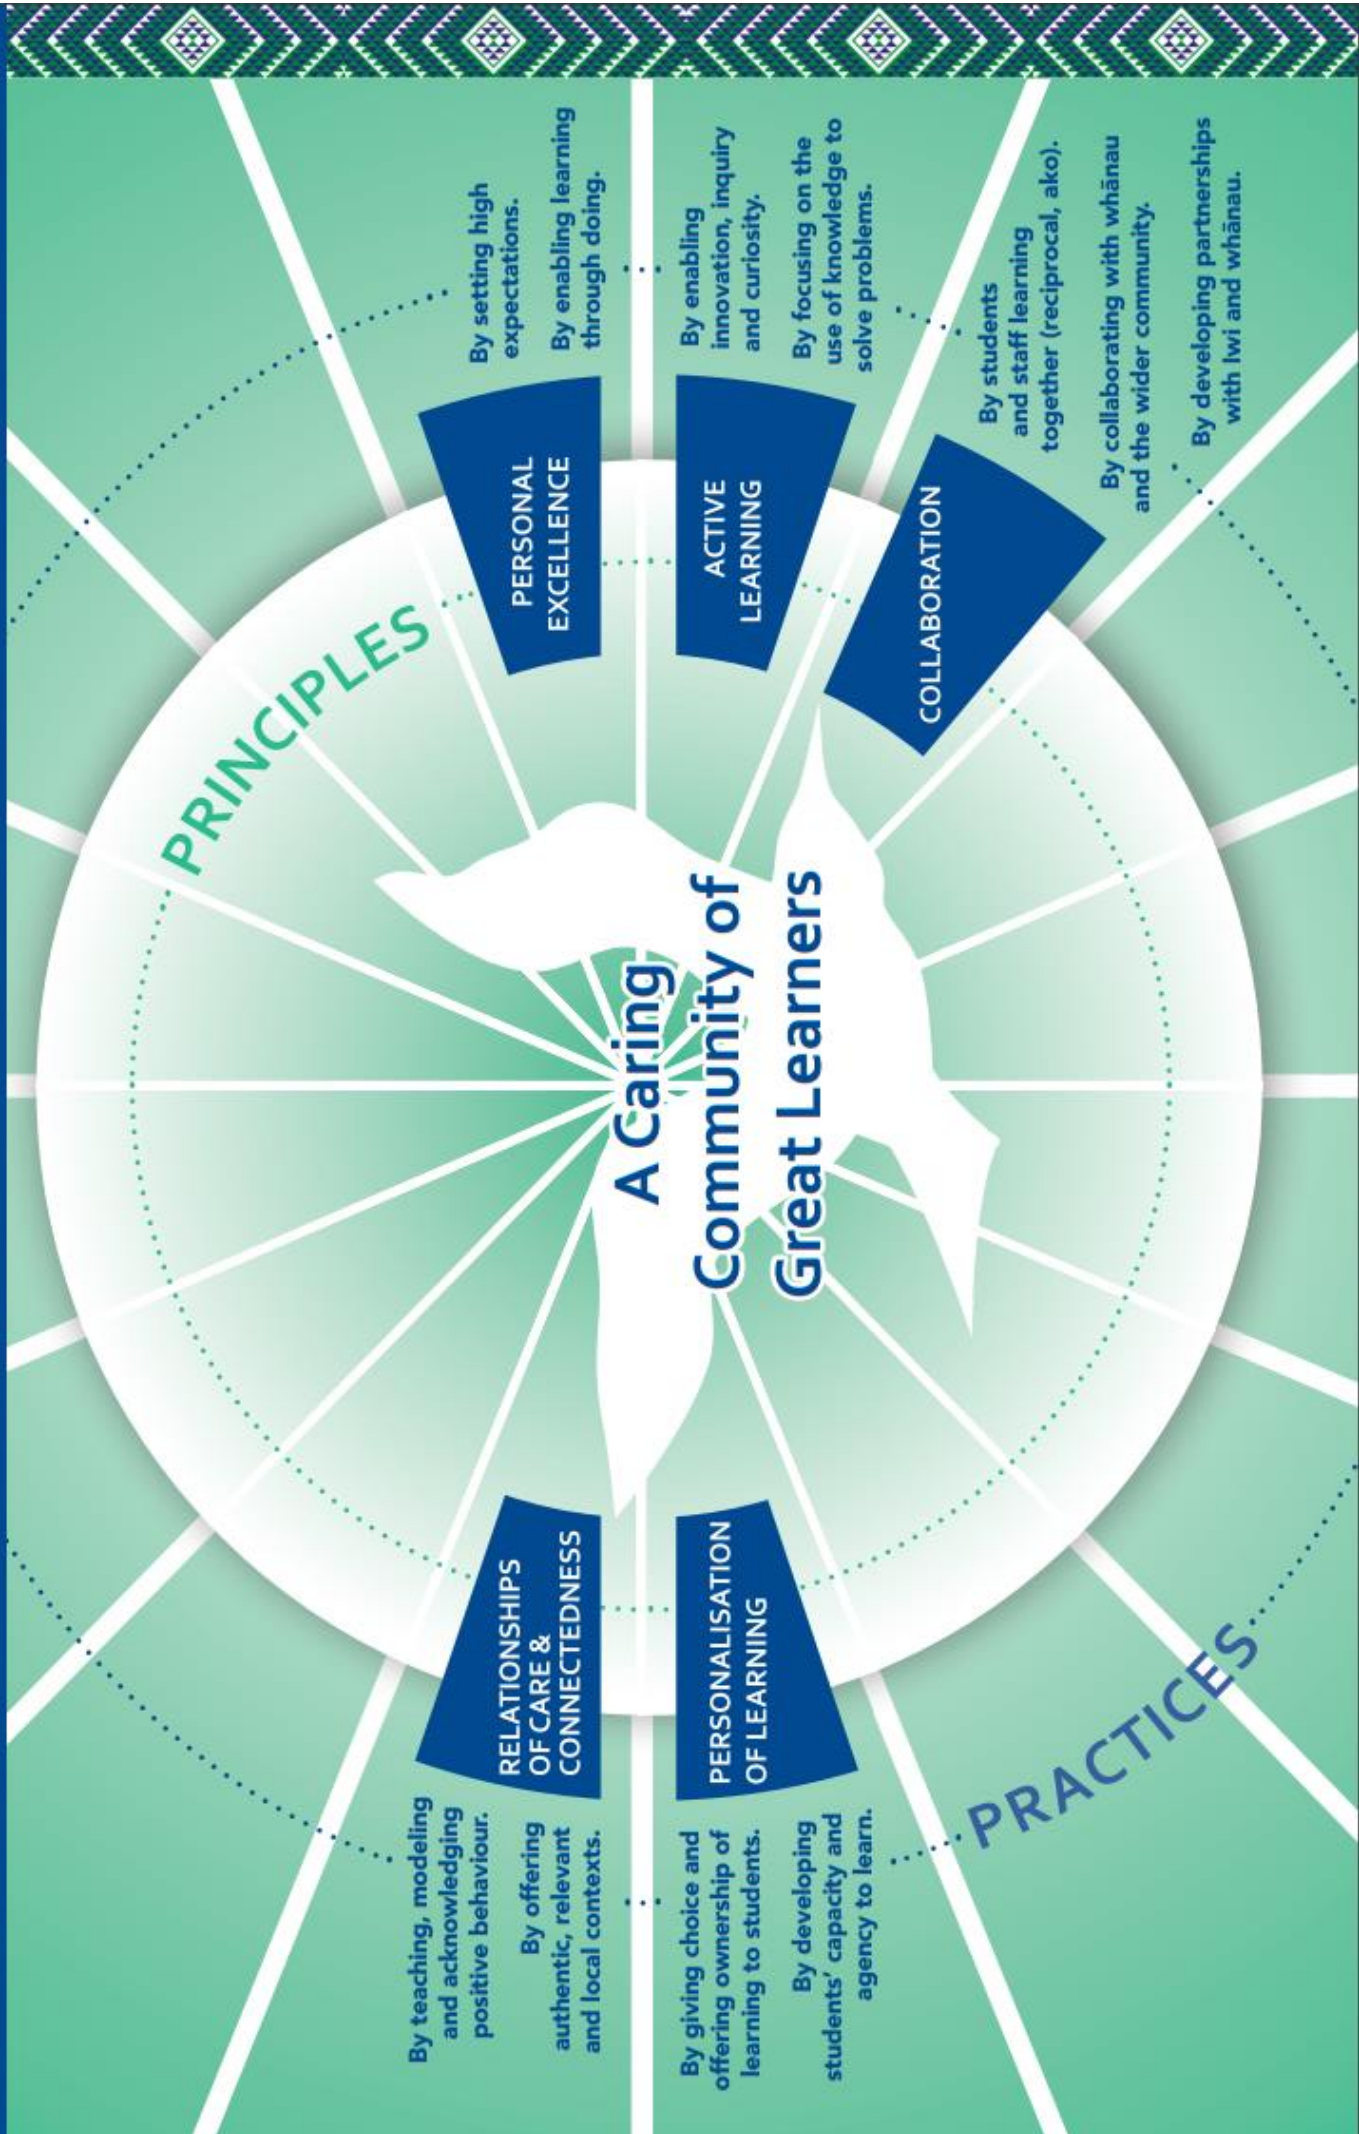 PRINCIPLES
By teaching, modeling
and acknowledging
positive behaviour.
By offering
authentic, relevant
and local contexts.
RELATIONSHIPS
OF CARE &
CONNECTEDNESS
PERSONAL
EXCELLENCE
By setting high
expectations.
By enabling learning
through doing.
A Caring
Community of
Great Learners
By giving choice and
offering ownership of
learning to students.
By developing
students' capacity and
agency to learn.
PERSONALISATION
OF LEARNING
ACTIVE
LEARNING
By enabling
innovation, inquiry
and curiosity.
By focusing on the
use of knowledge to
solve problems.
COLLABORATION
By students
and staff learning
together (reciprocal, ako).
By collaborating with whānau
and the wider community.
By developing partnerships
with Iwi and whānau.
PRACTICES